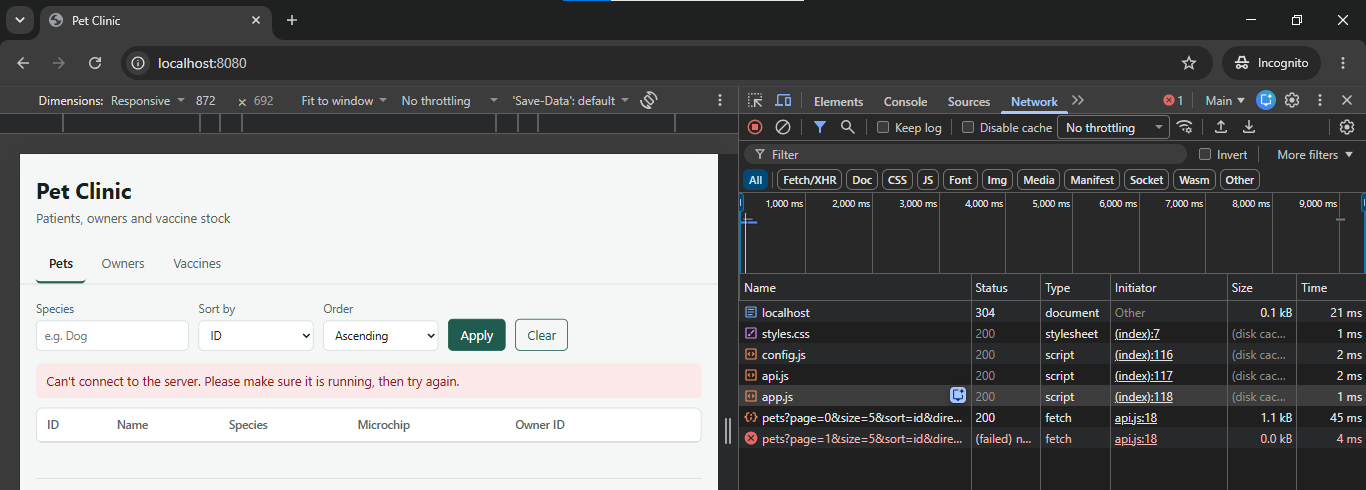 Pet Clinic
localhost:8080
Incognito
Dimensions: Responsive 872 × 692 Fit to window No throttling 'Save-Data': default
Elements Console Sources Network 1 Main
Keep log Disable cache No throttling
Filter Invert More filters
All Fetch/XHR Doc CSS JS Font Img Media Manifest Socket Wasm Other
1,000 ms 2,000 ms 3,000 ms 4,000 ms 5,000 ms 6,000 ms 7,000 ms 8,000 ms 9,000 ms
Pet Clinic
Patients, owners and vaccine stock
Pets Owners Vaccines
Species Sort by Order
e.g. Dog ID Ascending Apply Clear
Can't connect to the server. Please make sure it is running, then try again.
ID Name Species Microchip Owner ID
Name Status Type Initiator Size Time
localhost 304 document Other 0.1 kB 21 ms
styles.css 200 stylesheet (index):7 (disk cac... 1 ms
config.js 200 script (index):116 (disk cac... 2 ms
api.js 200 script (index):117 (disk cac... 2 ms
app.js 200 script (index):118 (disk cac... 1 ms
pets?page=0&size=5&sort=id&dire... 200 fetch api.js:18 1.1 kB 45 ms
pets?page=1&size=5&sort=id&dire... (failed) n... fetch api.js:18 0.0 kB 4 ms